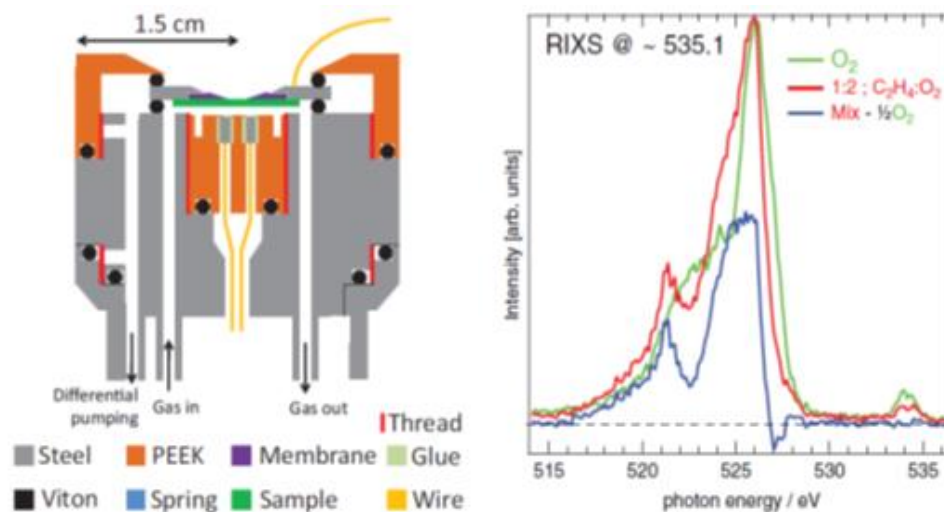 1.5 cm
Differential
pumping
Gas in
Gas out
Thread
Steel
PEEK
Membrane
Glue
Viton
Spring
Sample
Wire
RIXS @ ~ 535.1
O₂
1:2 ; C₂H₄:O₂
Mix - ½O₂
Intensity [arb. units]
515 520 525 530 535
photon energy / eV